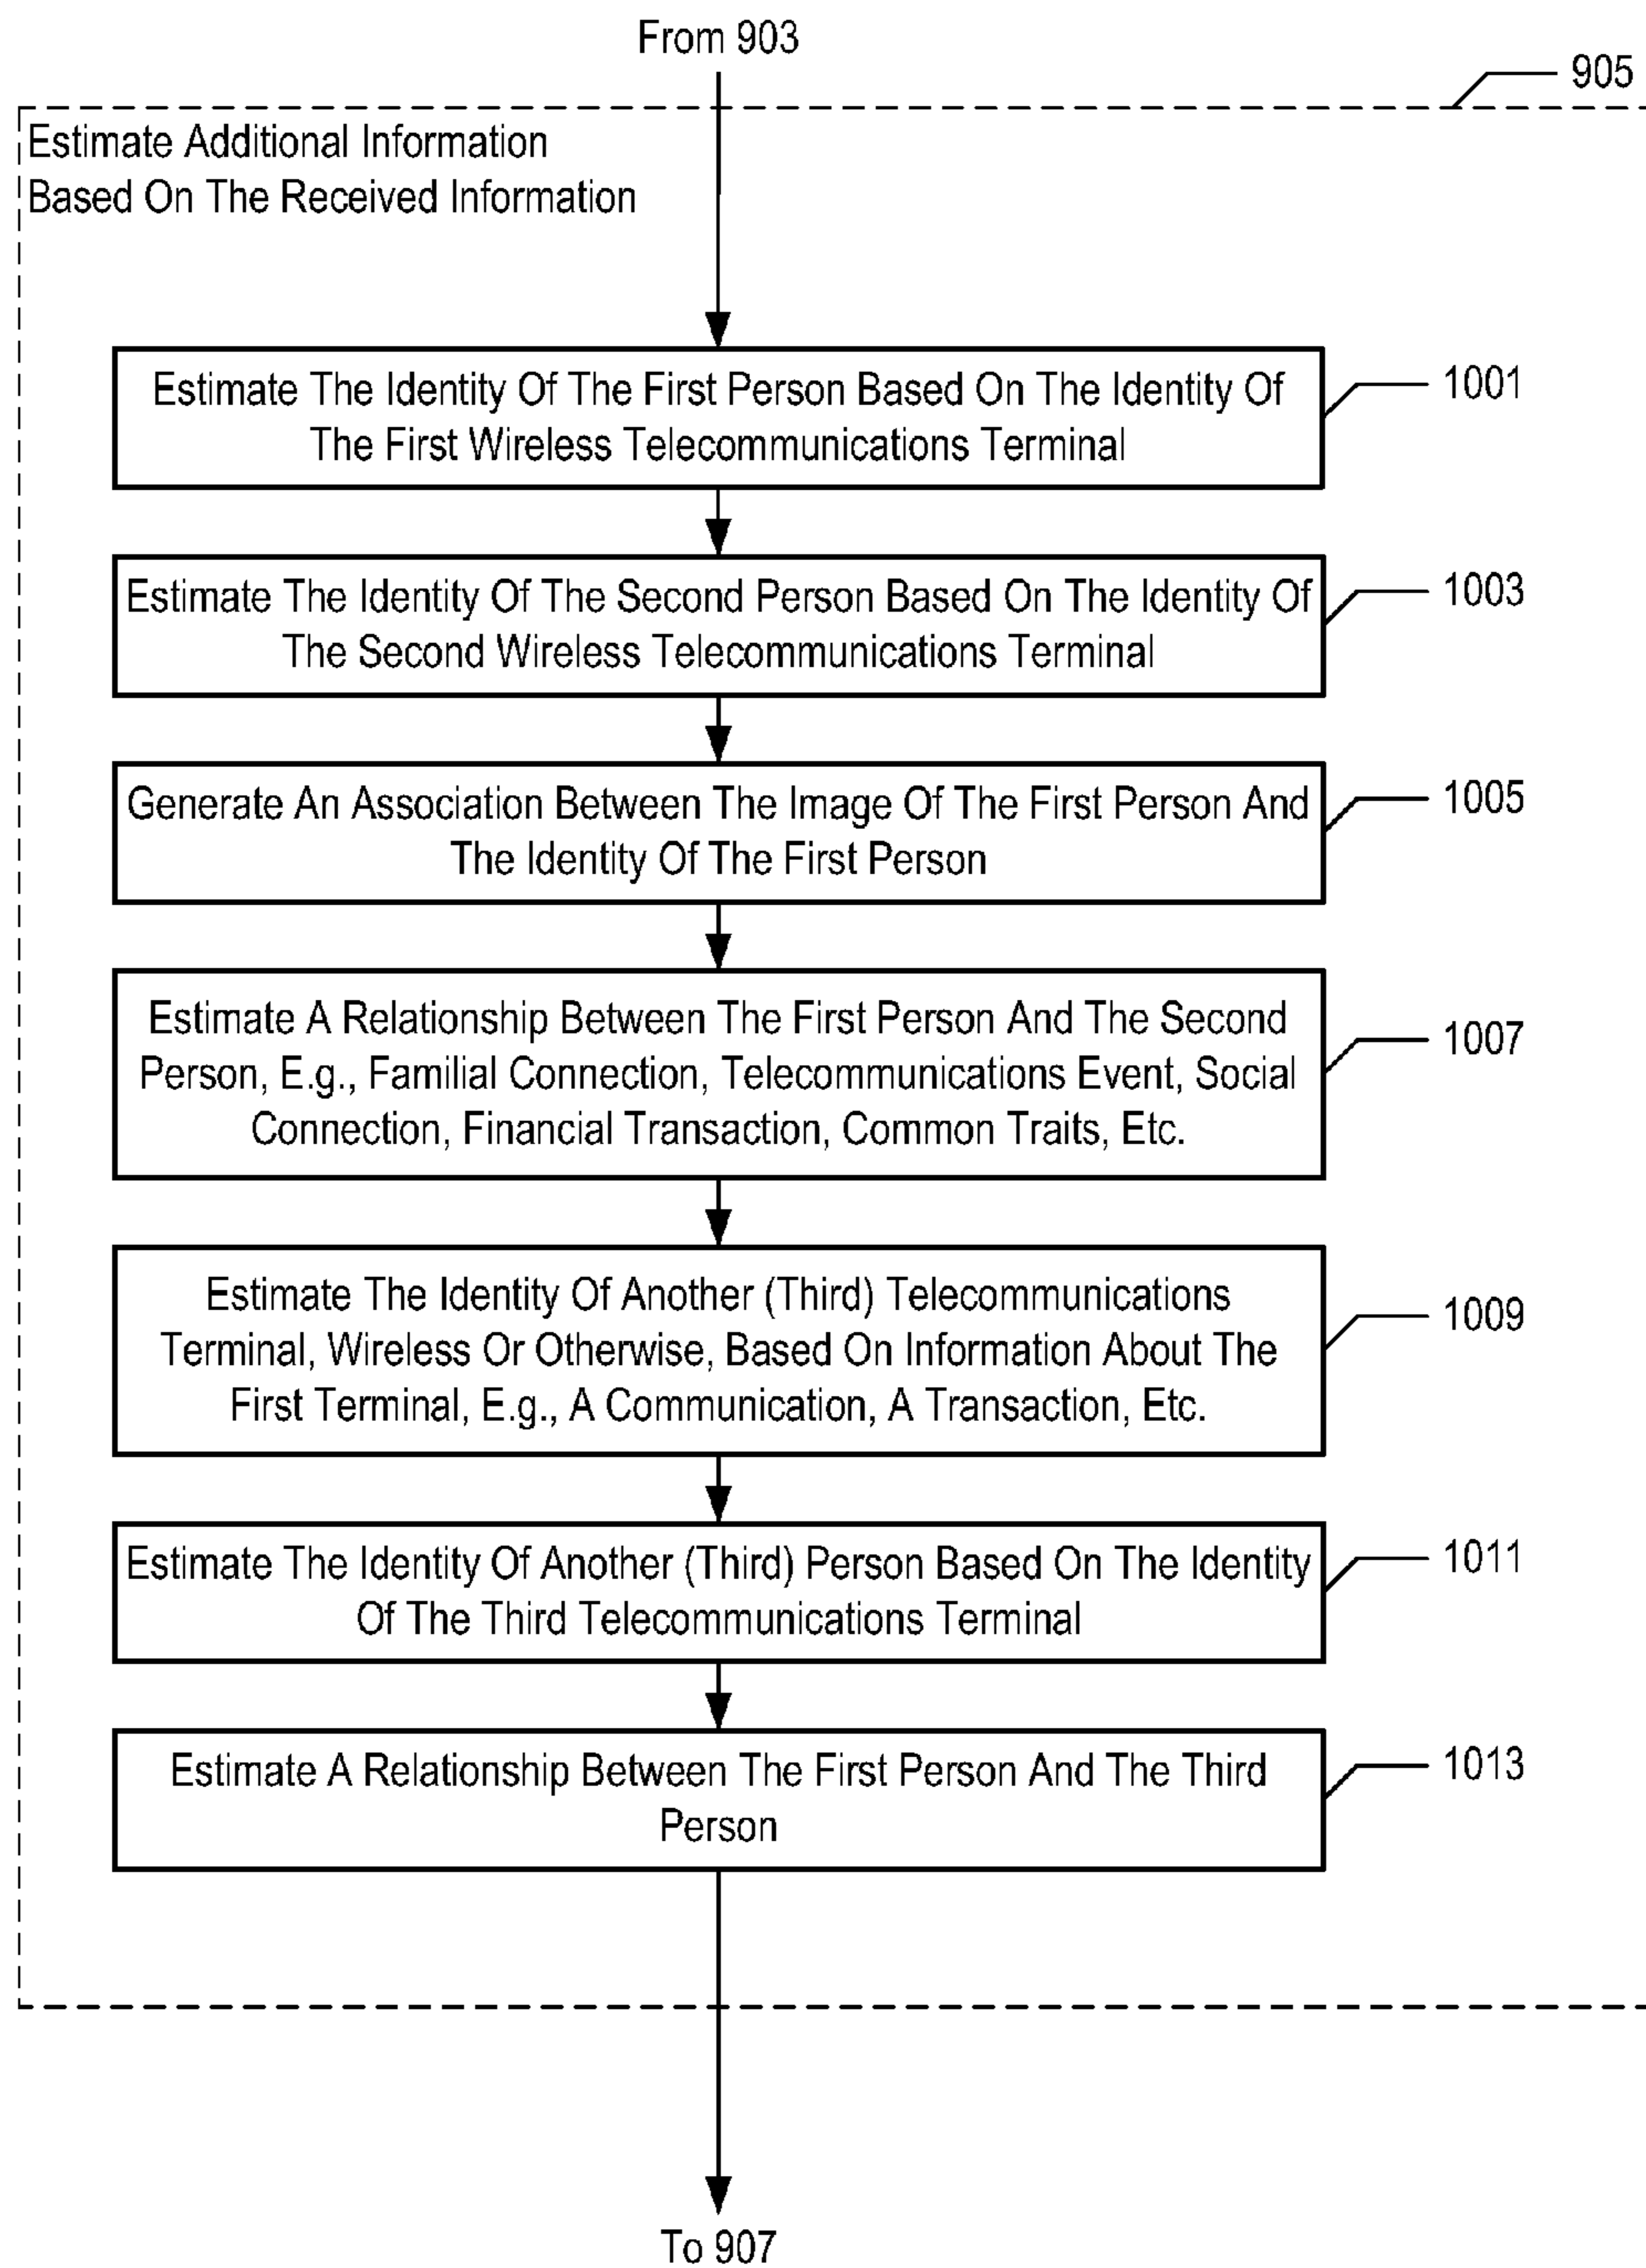 From 903
905
Estimate Additional Information
Based On The Received Information
Estimate The Identity Of The First Person Based On The Identity Of
The First Wireless Telecommunications Terminal
1001
Estimate The Identity Of The Second Person Based On The Identity Of
The Second Wireless Telecommunications Terminal
1003
Generate An Association Between The Image Of The First Person And
The Identity Of The First Person
1005
Estimate A Relationship Between The First Person And The Second
Person, E.g., Familial Connection, Telecommunications Event, Social
Connection, Financial Transaction, Common Traits, Etc.
1007
Estimate The Identity Of Another (Third) Telecommunications
Terminal, Wireless Or Otherwise, Based On Information About The
First Terminal, E.g., A Communication, A Transaction, Etc.
1009
Estimate The Identity Of Another (Third) Person Based On The Identity
Of The Third Telecommunications Terminal
1011
Estimate A Relationship Between The First Person And The Third
Person
1013
To 907